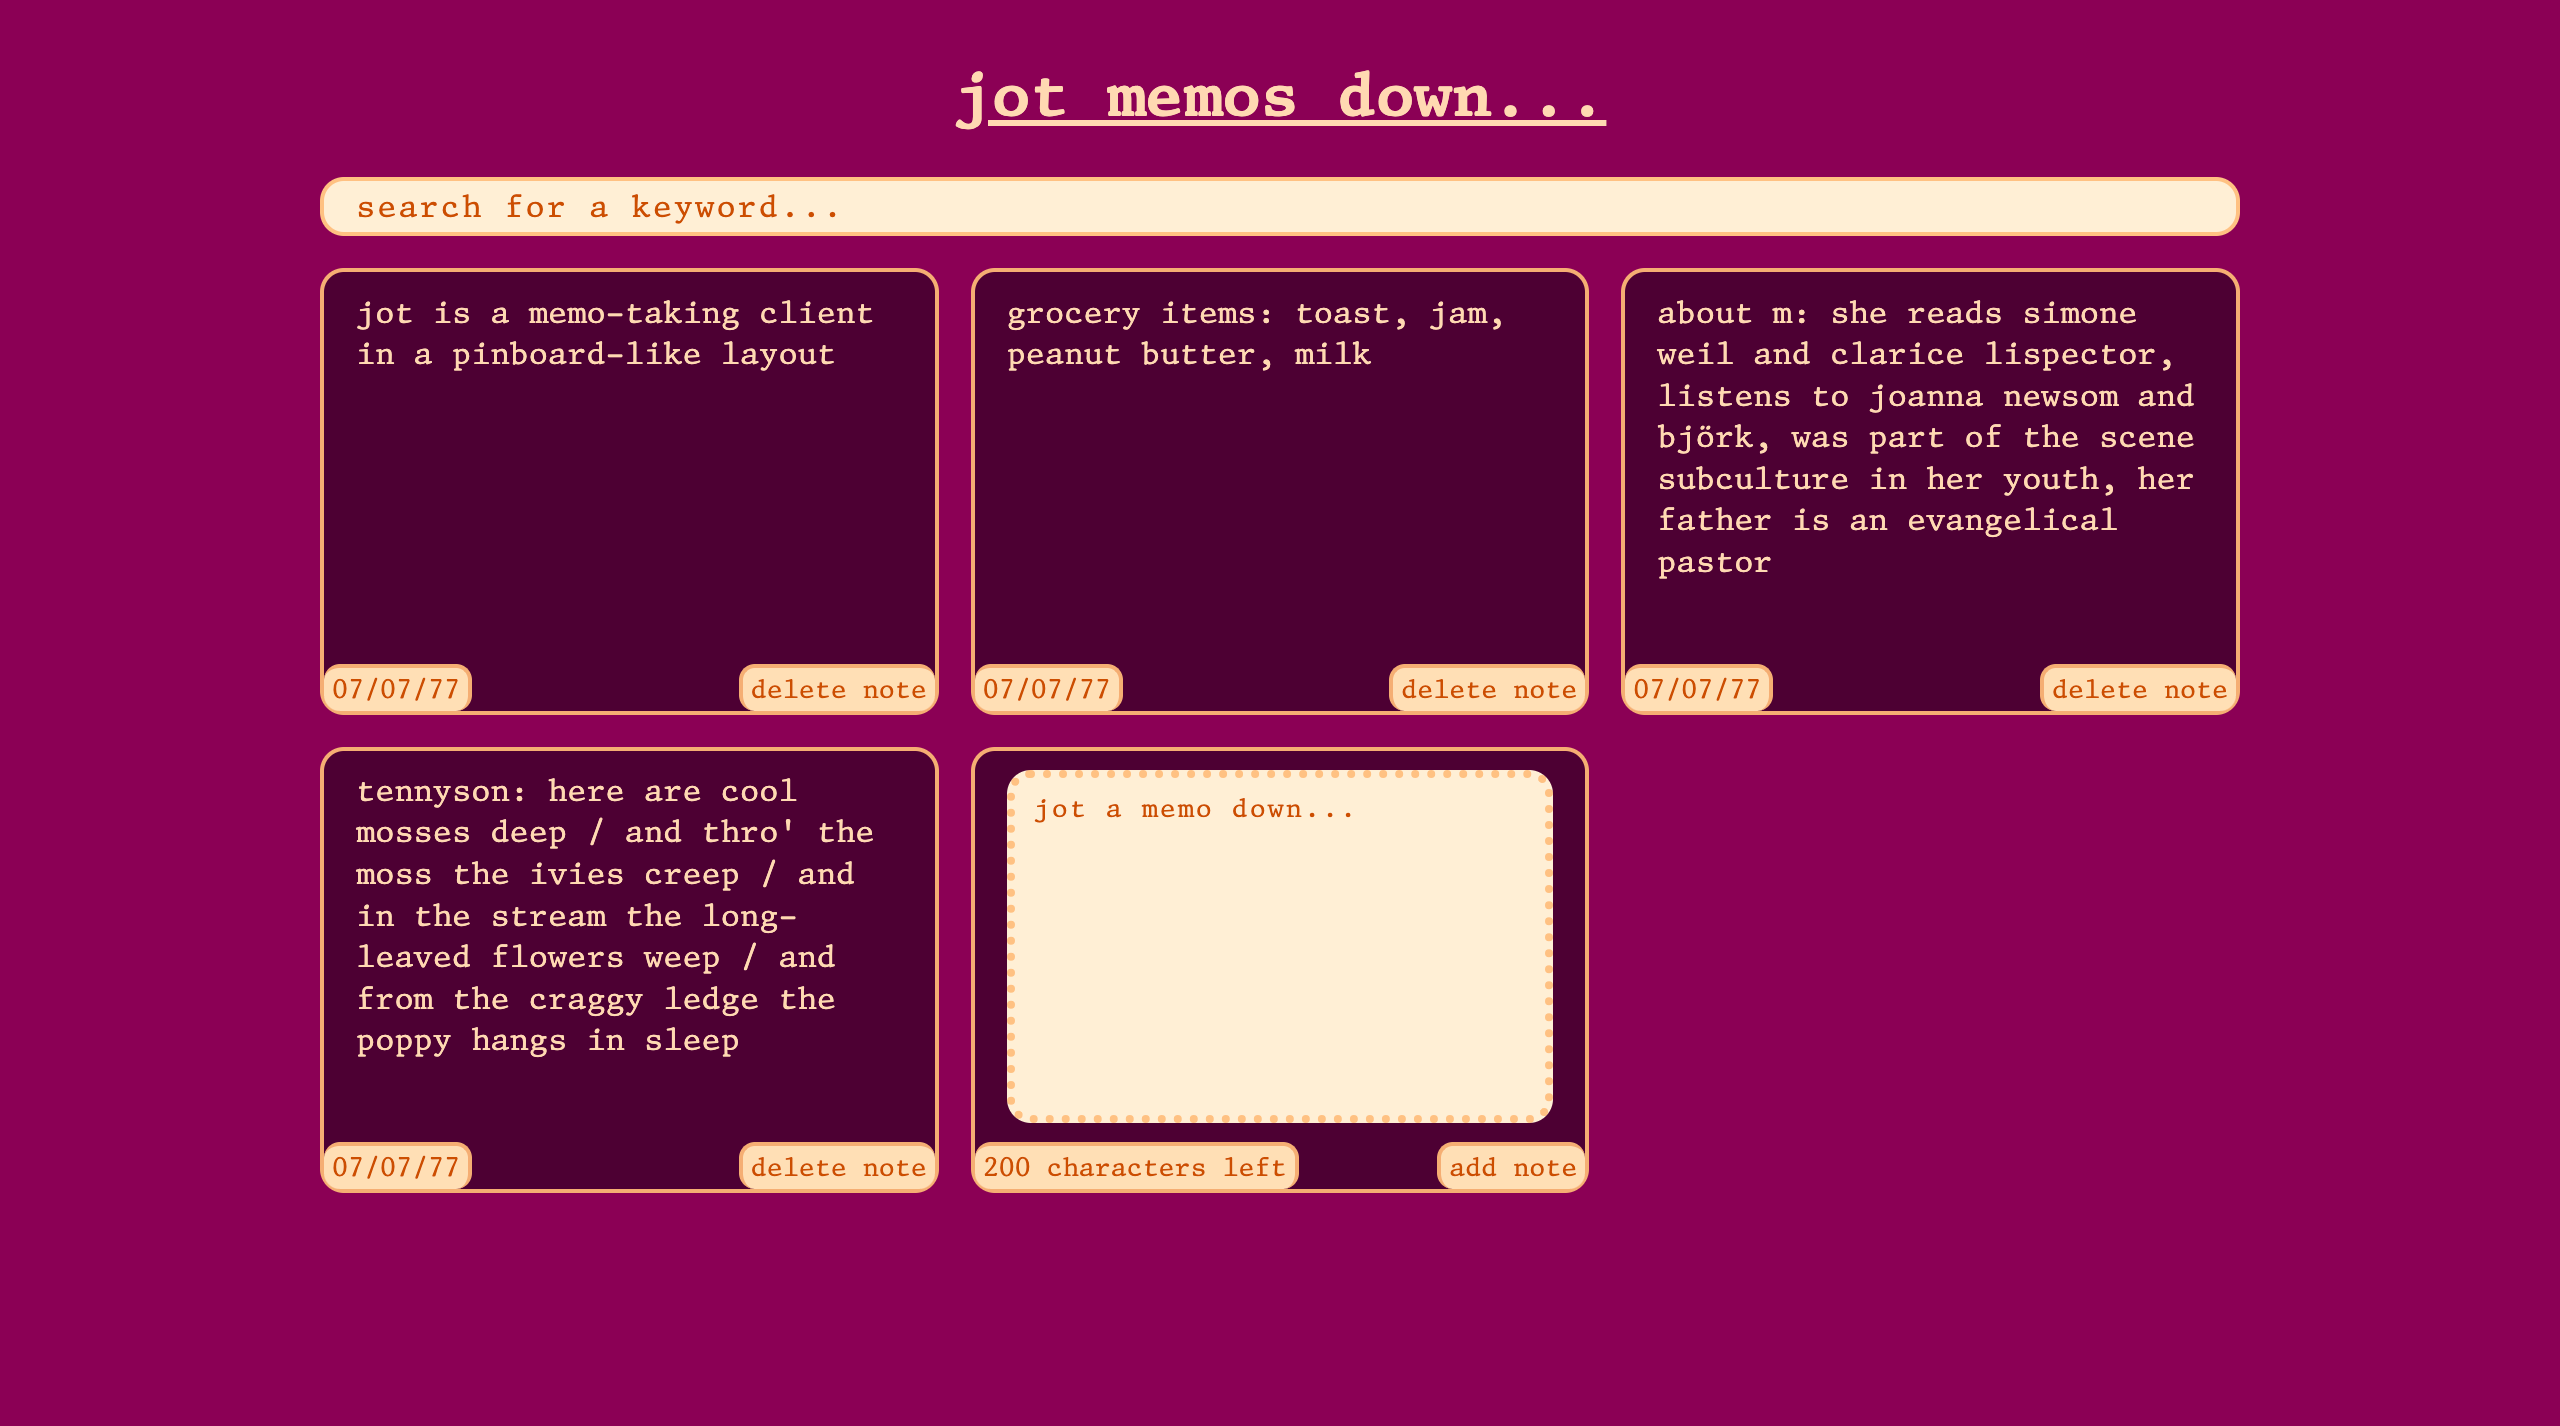 jot memos down...
search for a keyword...
jot is a memo-taking client
in a pinboard-like layout
07/07/77
delete note
grocery items: toast, jam,
peanut butter, milk
07/07/77
delete note
about m: she reads simone
weil and clarice lispector,
listens to joanna newsom and
björk, was part of the scene
subculture in her youth, her
father is an evangelical
pastor
07/07/77
delete note
tennyson: here are cool
mosses deep / and thro' the
moss the ivies creep / and
in the stream the long-
leaved flowers weep / and
from the craggy ledge the
poppy hangs in sleep
07/07/77
delete note
jot a memo down...
200 characters left
add note